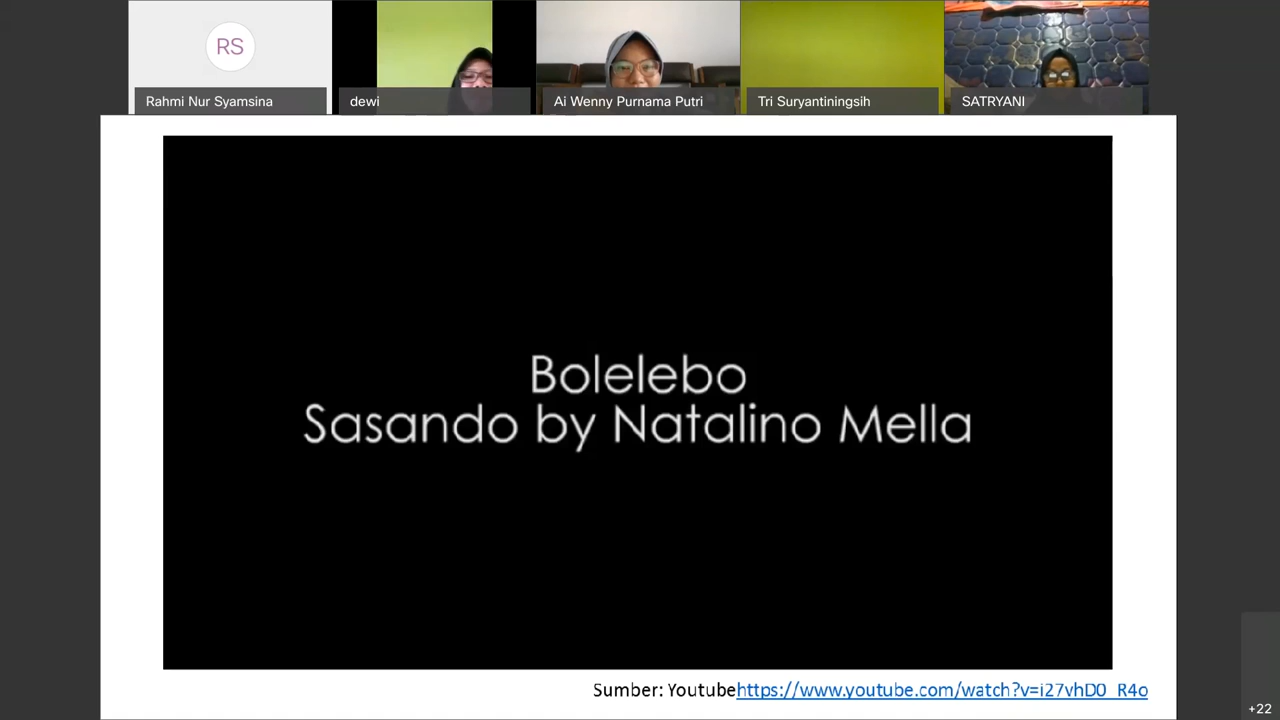 RS
Rahmi Nur Syamsina
dewi
Ai Wenny Purnama Putri
Tri Suryantiningsih
SATRYANI
Bolelebo
Sasando by Natalino Mella
Sumber: Youtubehttps://www.youtube.com/watch?v=i27vhD0_R4o
+22